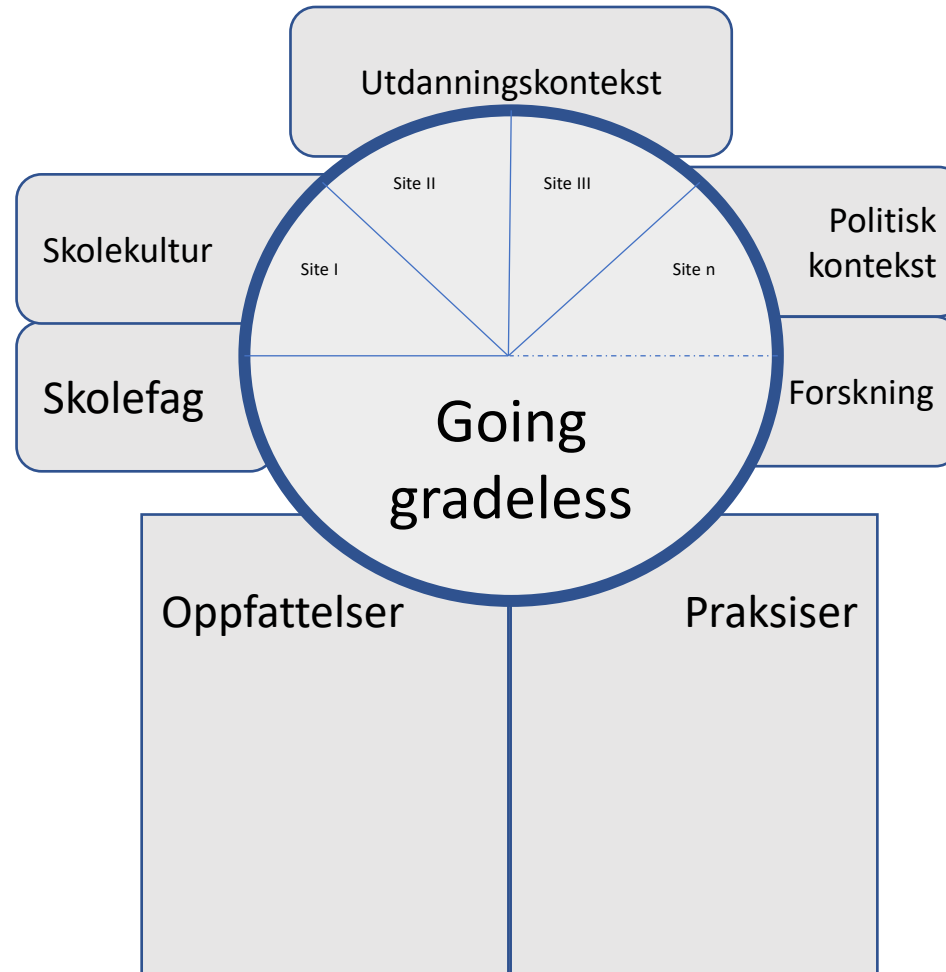 Utdanningskontekst
Site II
Site III
Skolekultur
Site I
Site n
Politisk
kontekst
Skolefag
Forskning
Going
gradeless
Oppfattelser
Praksiser